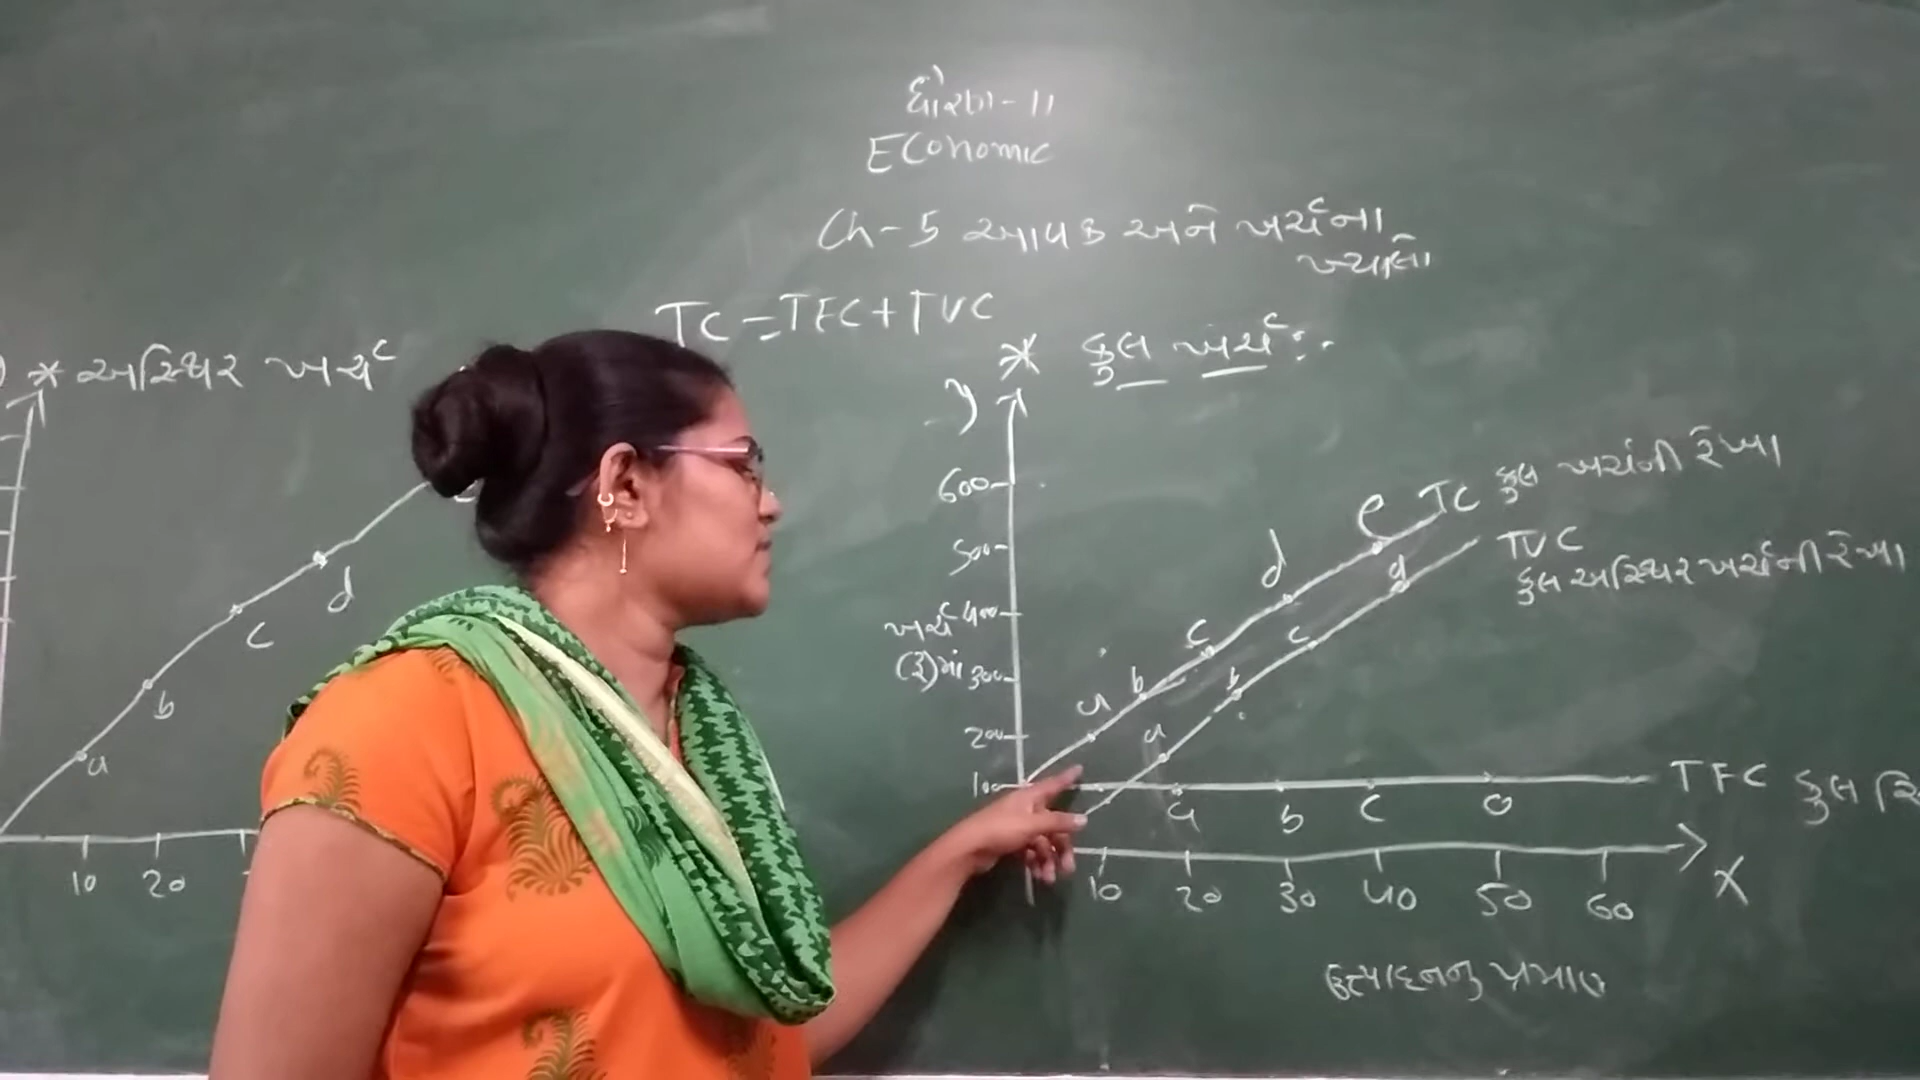 ધોરણ-11
Economic
Ch-5 આવક અને ખર્ચના
ખ્યાલો
TC=TFC+TVC
* અસ્થિર ખર્ચ
a
b
c
d
10 20
* કુલ ખર્ચ:-
y
600
500
400
300
200
100
ખર્ચ
(રૂ)માં
a b c d e TC કુલ ખર્ચની રેખા
a b c d TVC
કુલ અસ્થિર ખર્ચની રેખા
TFC કુલ
a b c
10 20 30 40 50 60
X
ઉત્પાદનનુ પ્રમાણ